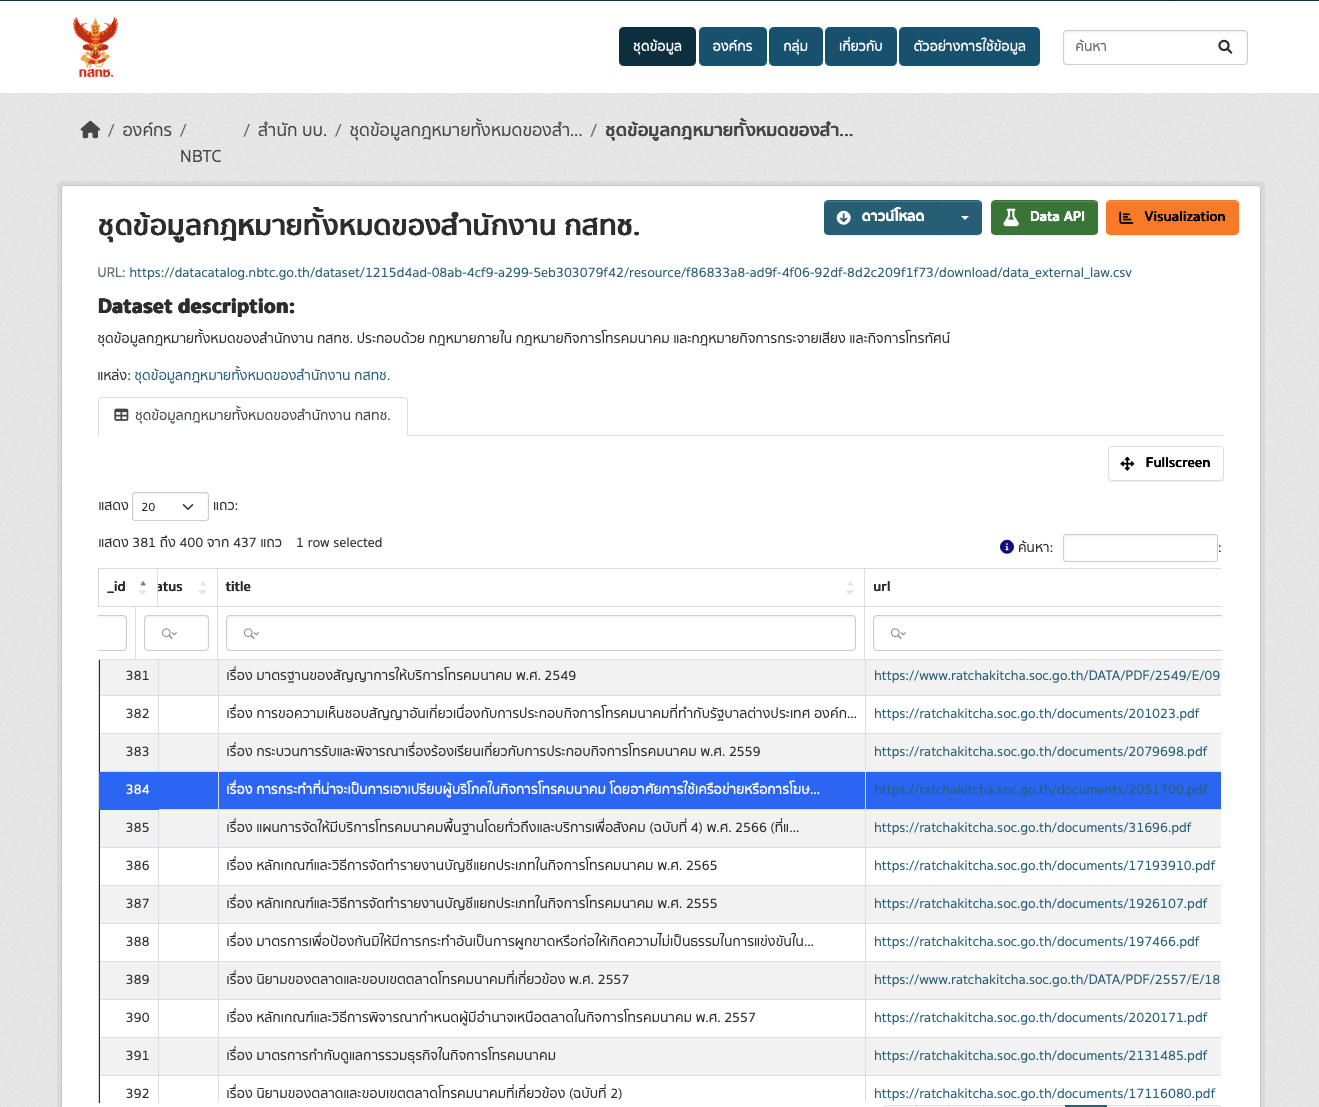 กสทช.
ชุดข้อมูล องค์กร กลุ่ม เกี่ยวกับ ตัวอย่างการใช้ข้อมูล ค้นหา
/ องค์กร / NBTC / สำนัก บบ. / ชุดข้อมูลกฎหมายทั้งหมดของสำ... / ชุดข้อมูลกฎหมายทั้งหมดของสำ...
ชุดข้อมูลกฎหมายทั้งหมดของสำนักงาน กสทช.
ดาวน์โหลด Data API Visualization
URL: https://datacatalog.nbtc.go.th/dataset/1215d4ad-08ab-4cf9-a299-5eb303079f42/resource/f86833a8-ad9f-4f06-92df-8d2c209f1f73/download/data_external_law.csv
Dataset description:
ชุดข้อมูลกฎหมายทั้งหมดของสำนักงาน กสทช. ประกอบด้วย กฎหมายภายใน กฎหมายกิจการโทรคมนาคม และกฎหมายกิจการกระจายเสียง และกิจการโทรทัศน์
แหล่ง: ชุดข้อมูลกฎหมายทั้งหมดของสำนักงาน กสทช.
ชุดข้อมูลกฎหมายทั้งหมดของสำนักงาน กสทช.
Fullscreen
แสดง 20 แถว:
แสดง 381 ถึง 400 จาก 437 แถว 1 row selected
ค้นหา: :
_id atus title url
381 เรื่อง มาตรฐานของสัญญาการให้บริการโทรคมนาคม พ.ศ. 2549 https://www.ratchakitcha.soc.go.th/DATA/PDF/2549/E/09
382 เรื่อง การขอความเห็นชอบสัญญาอันเกี่ยวเนื่องกับการประกอบกิจการโทรคมนาคมที่ทำกับรัฐบาลต่างประเทศ องค์ก... https://ratchakitcha.soc.go.th/documents/201023.pdf
383 เรื่อง กระบวนการรับและพิจารณาเรื่องร้องเรียนเกี่ยวกับการประกอบกิจการโทรคมนาคม พ.ศ. 2559 https://ratchakitcha.soc.go.th/documents/2079698.pdf
384 เรื่อง การกระทำที่น่าจะเป็นการเอาเปรียบผู้บริโภคในกิจการโทรคมนาคม โดยอาศัยการใช้เครือข่ายหรือการโฆษ... https://ratchakitcha.soc.go.th/documents/2051700.pdf
385 เรื่อง แผนการจัดให้มีบริการโทรคมนาคมพื้นฐานโดยทั่วถึงและบริการเพื่อสังคม (ฉบับที่ 4) พ.ศ. 2566 (ที่แ... https://ratchakitcha.soc.go.th/documents/31696.pdf
386 เรื่อง หลักเกณฑ์และวิธีการจัดทำรายงานบัญชีแยกประเภทในกิจการโทรคมนาคม พ.ศ. 2565 https://ratchakitcha.soc.go.th/documents/17193910.pdf
387 เรื่อง หลักเกณฑ์และวิธีการจัดทำรายงานบัญชีแยกประเภทในกิจการโทรคมนาคม พ.ศ. 2555 https://ratchakitcha.soc.go.th/documents/1926107.pdf
388 เรื่อง มาตรการเพื่อป้องกันมิให้มีการกระทำอันเป็นการผูกขาดหรือก่อให้เกิดความไม่เป็นธรรมในการแข่งขันใน... https://ratchakitcha.soc.go.th/documents/197466.pdf
389 เรื่อง นิยามของตลาดและขอบเขตตลาดโทรคมนาคมที่เกี่ยวข้อง พ.ศ. 2557 https://www.ratchakitcha.soc.go.th/DATA/PDF/2557/E/18
390 เรื่อง หลักเกณฑ์และวิธีการพิจารณากำหนดผู้มีอำนาจเหนือตลาดในกิจการโทรคมนาคม พ.ศ. 2557 https://ratchakitcha.soc.go.th/documents/2020171.pdf
391 เรื่อง มาตรการกำกับดูแลการรวมธุรกิจในกิจการโทรคมนาคม https://ratchakitcha.soc.go.th/documents/2131485.pdf
392 เรื่อง นิยามของตลาดและขอบเขตตลาดโทรคมนาคมที่เกี่ยวข้อง (ฉบับที่ 2) https://ratchakitcha.soc.go.th/documents/17116080.pdf